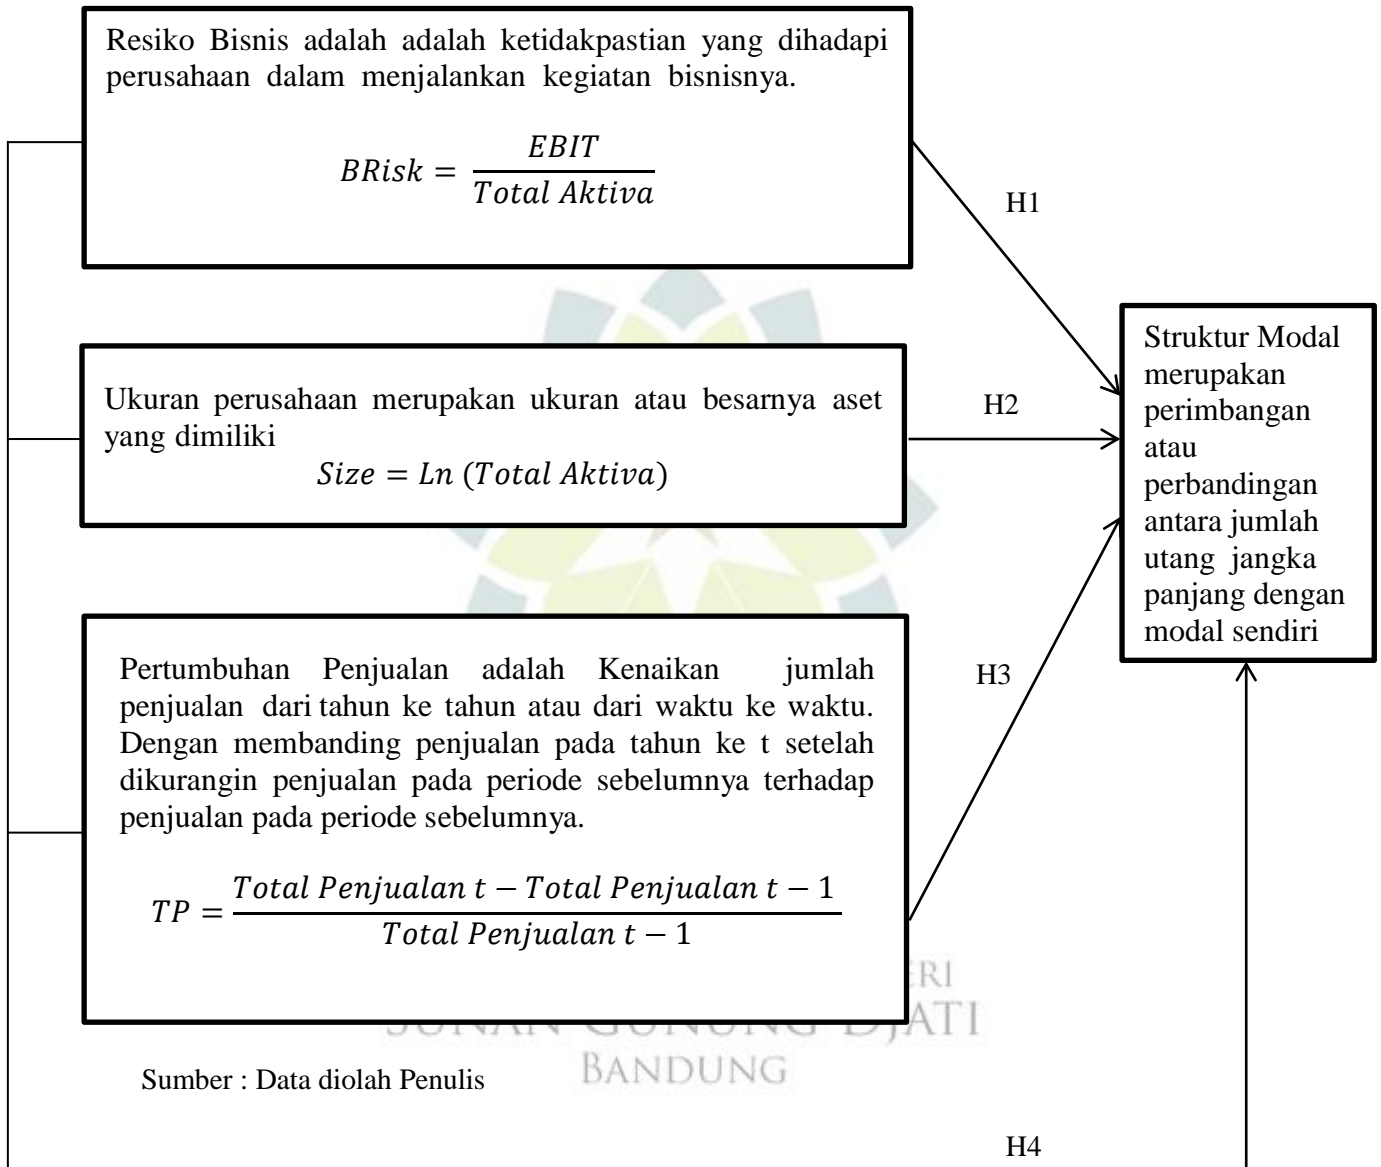 Resiko Bisnis adalah adalah ketidakpastian yang dihadapi
perusahaan dalam menjalankan kegiatan bisnisnya.
BRisk = EBIT / Total Aktiva
H1
Ukuran perusahaan merupakan ukuran atau besarnya aset
yang dimiliki
Size = Ln (Total Aktiva)
H2
Struktur Modal
merupakan
perimbangan
atau
perbandingan
antara jumlah
utang jangka
panjang dengan
modal sendiri
Pertumbuhan Penjualan adalah Kenaikan jumlah
penjualan dari tahun ke tahun atau dari waktu ke waktu.
Dengan membanding penjualan pada tahun ke t setelah
dikurangin penjualan pada periode sebelumnya terhadap
penjualan pada periode sebelumnya.
TP = Total Penjualan t − Total Penjualan t − 1 / Total Penjualan t − 1
H3
SUNAN GUNUNG DJATI
BANDUNG
Sumber : Data diolah Penulis
H4